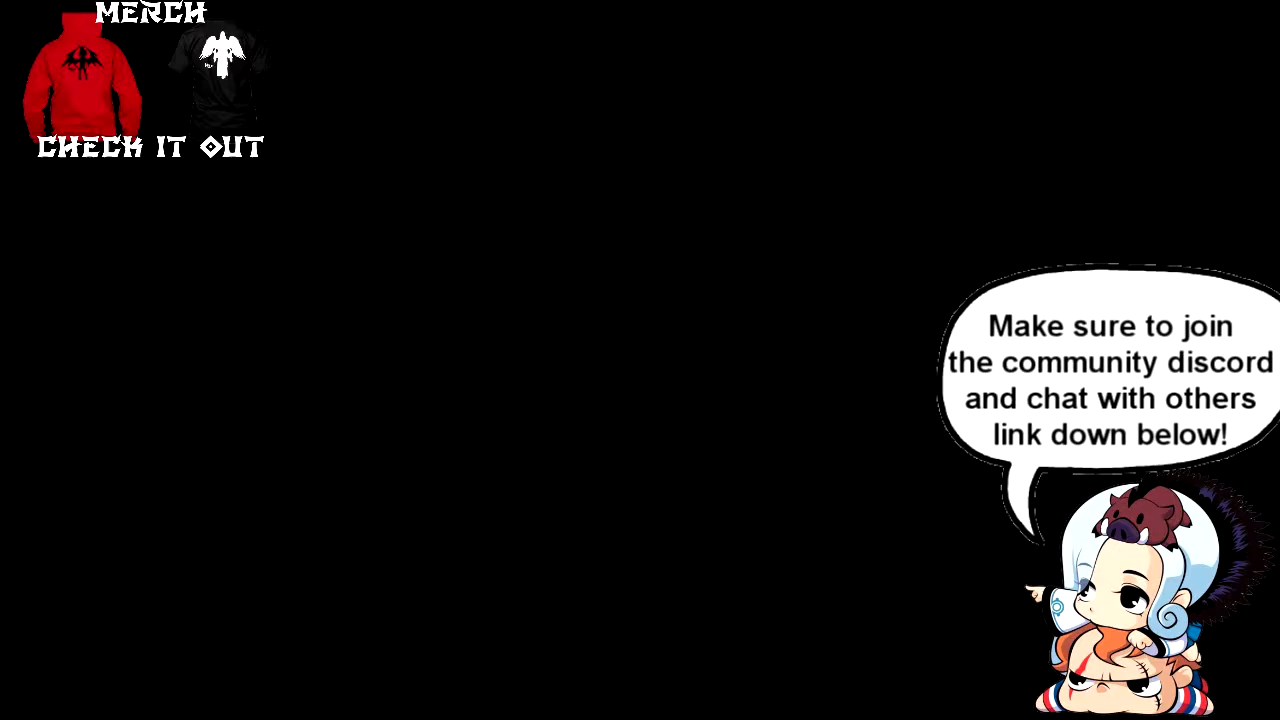 MERCH
CHECK IT OUT
Make sure to join
the community discord
and chat with others
link down below!